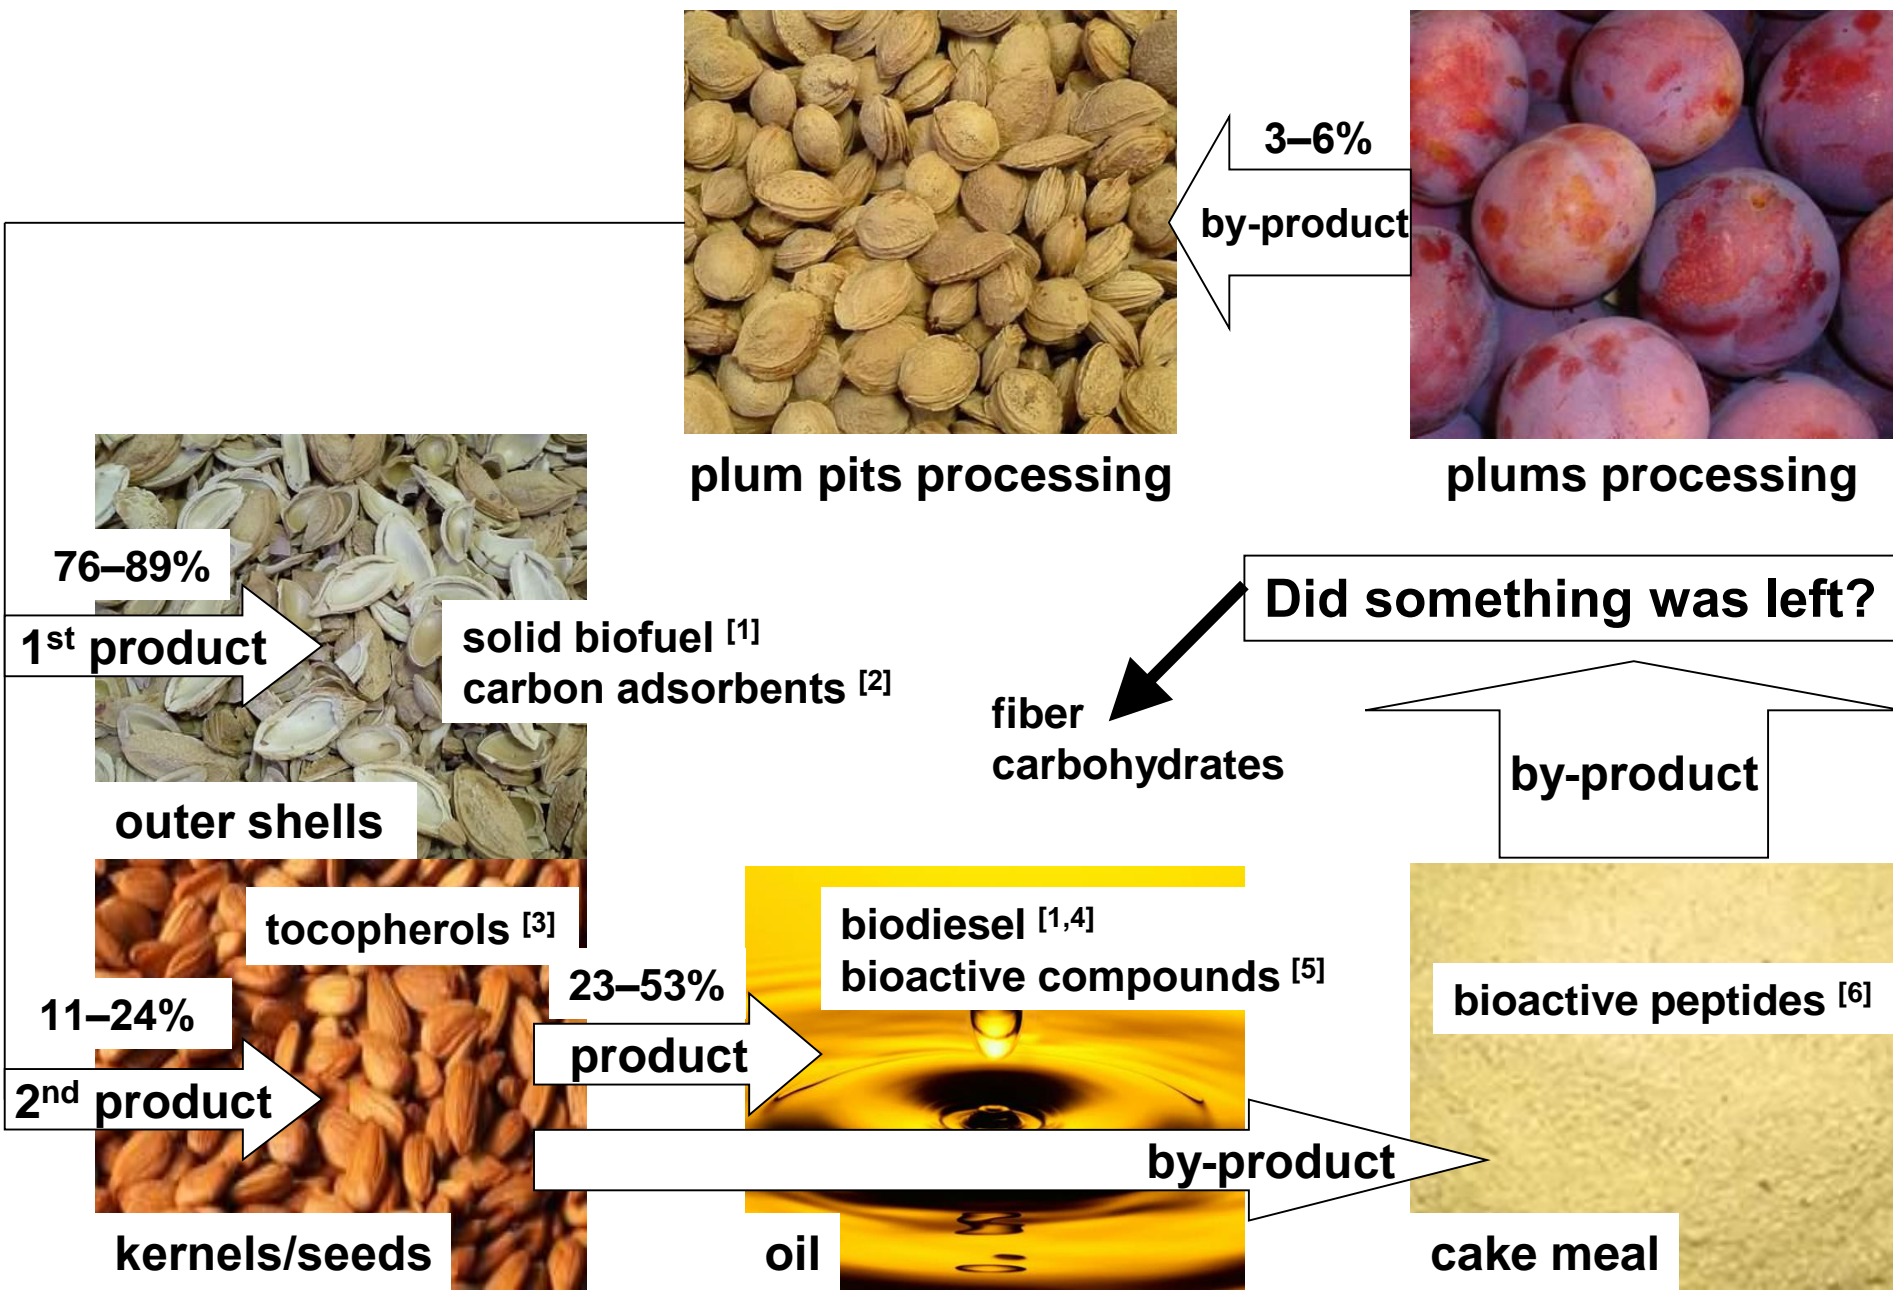 3–6%
by-product
plum pits processing
plums processing
76–89%
1st product
solid biofuel [1]
carbon adsorbents [2]
outer shells
Did something was left?
fiber
carbohydrates
by-product
tocopherols [3]
11–24%
2nd product
kernels/seeds
23–53%
product
biodiesel [1,4]
bioactive compounds [5]
by-product
oil
bioactive peptides [6]
cake meal